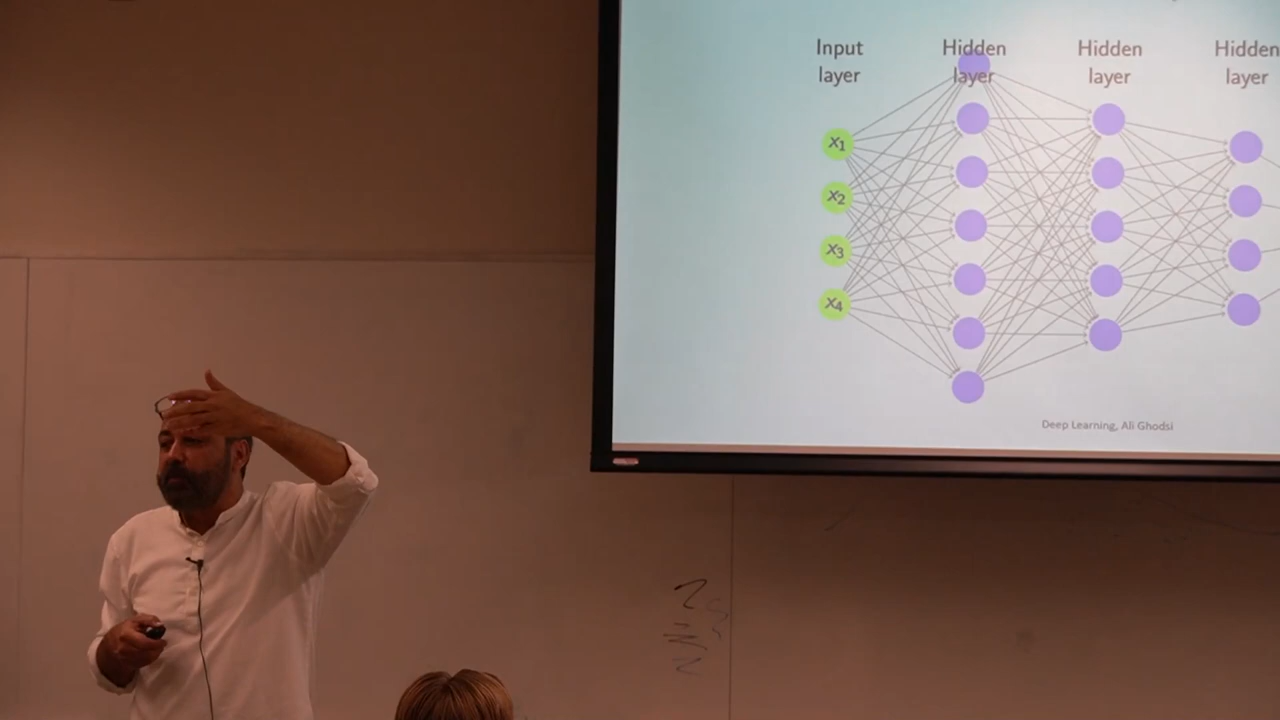 Input layer
Hidden layer
Hidden layer
Hidden layer
x1
x2
x3
x4
Deep Learning, Ali Ghodsi